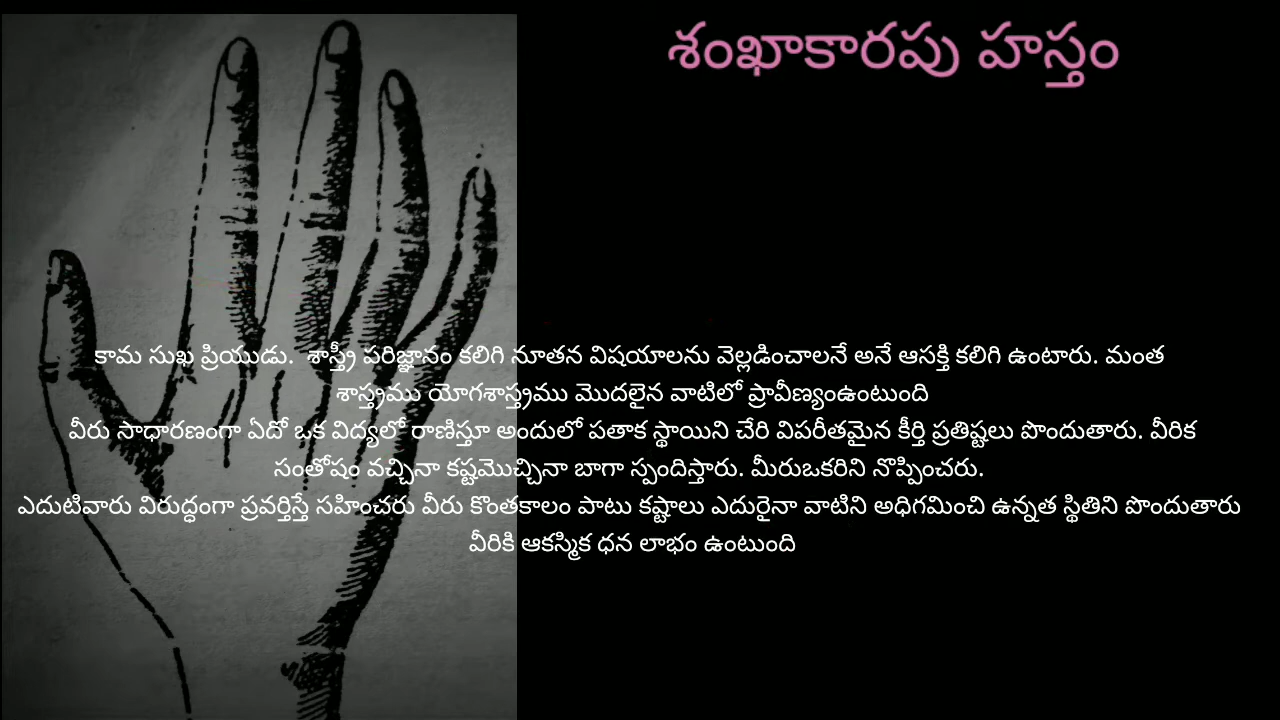 శంఖాకారపు హస్తం
కామ సుఖ ప్రియుడు. శాస్త్రీ పరిజ్ఞానం కలిగి నూతన విషయాలను వెల్లడించాలనే అనే ఆసక్తి కలిగి ఉంటారు. మంత
శాస్త్రము యోగశాస్త్రము మొదలైన వాటిలో ప్రావీణ్యంఉంటుంది
వీరు సాధారణంగా ఏదో ఒక విద్యలో రాణిస్తూ అందులో పతాక స్థాయిని చేరి విపరీతమైన కీర్తి ప్రతిష్టలు పొందుతారు. వీరిక
సంతోషం వచ్చినా కష్టమొచ్చినా బాగా స్పందిస్తారు. మీరుఒకరిని నొప్పించరు.
ఎదుటివారు విరుద్ధంగా ప్రవర్తిస్తే సహించరు వీరు కొంతకాలం పాటు కష్టాలు ఎదురైనా వాటిని అధిగమించి ఉన్నత స్థితిని పొందుతారు
వీరికి ఆకస్మిక ధన లాభం ఉంటుంది